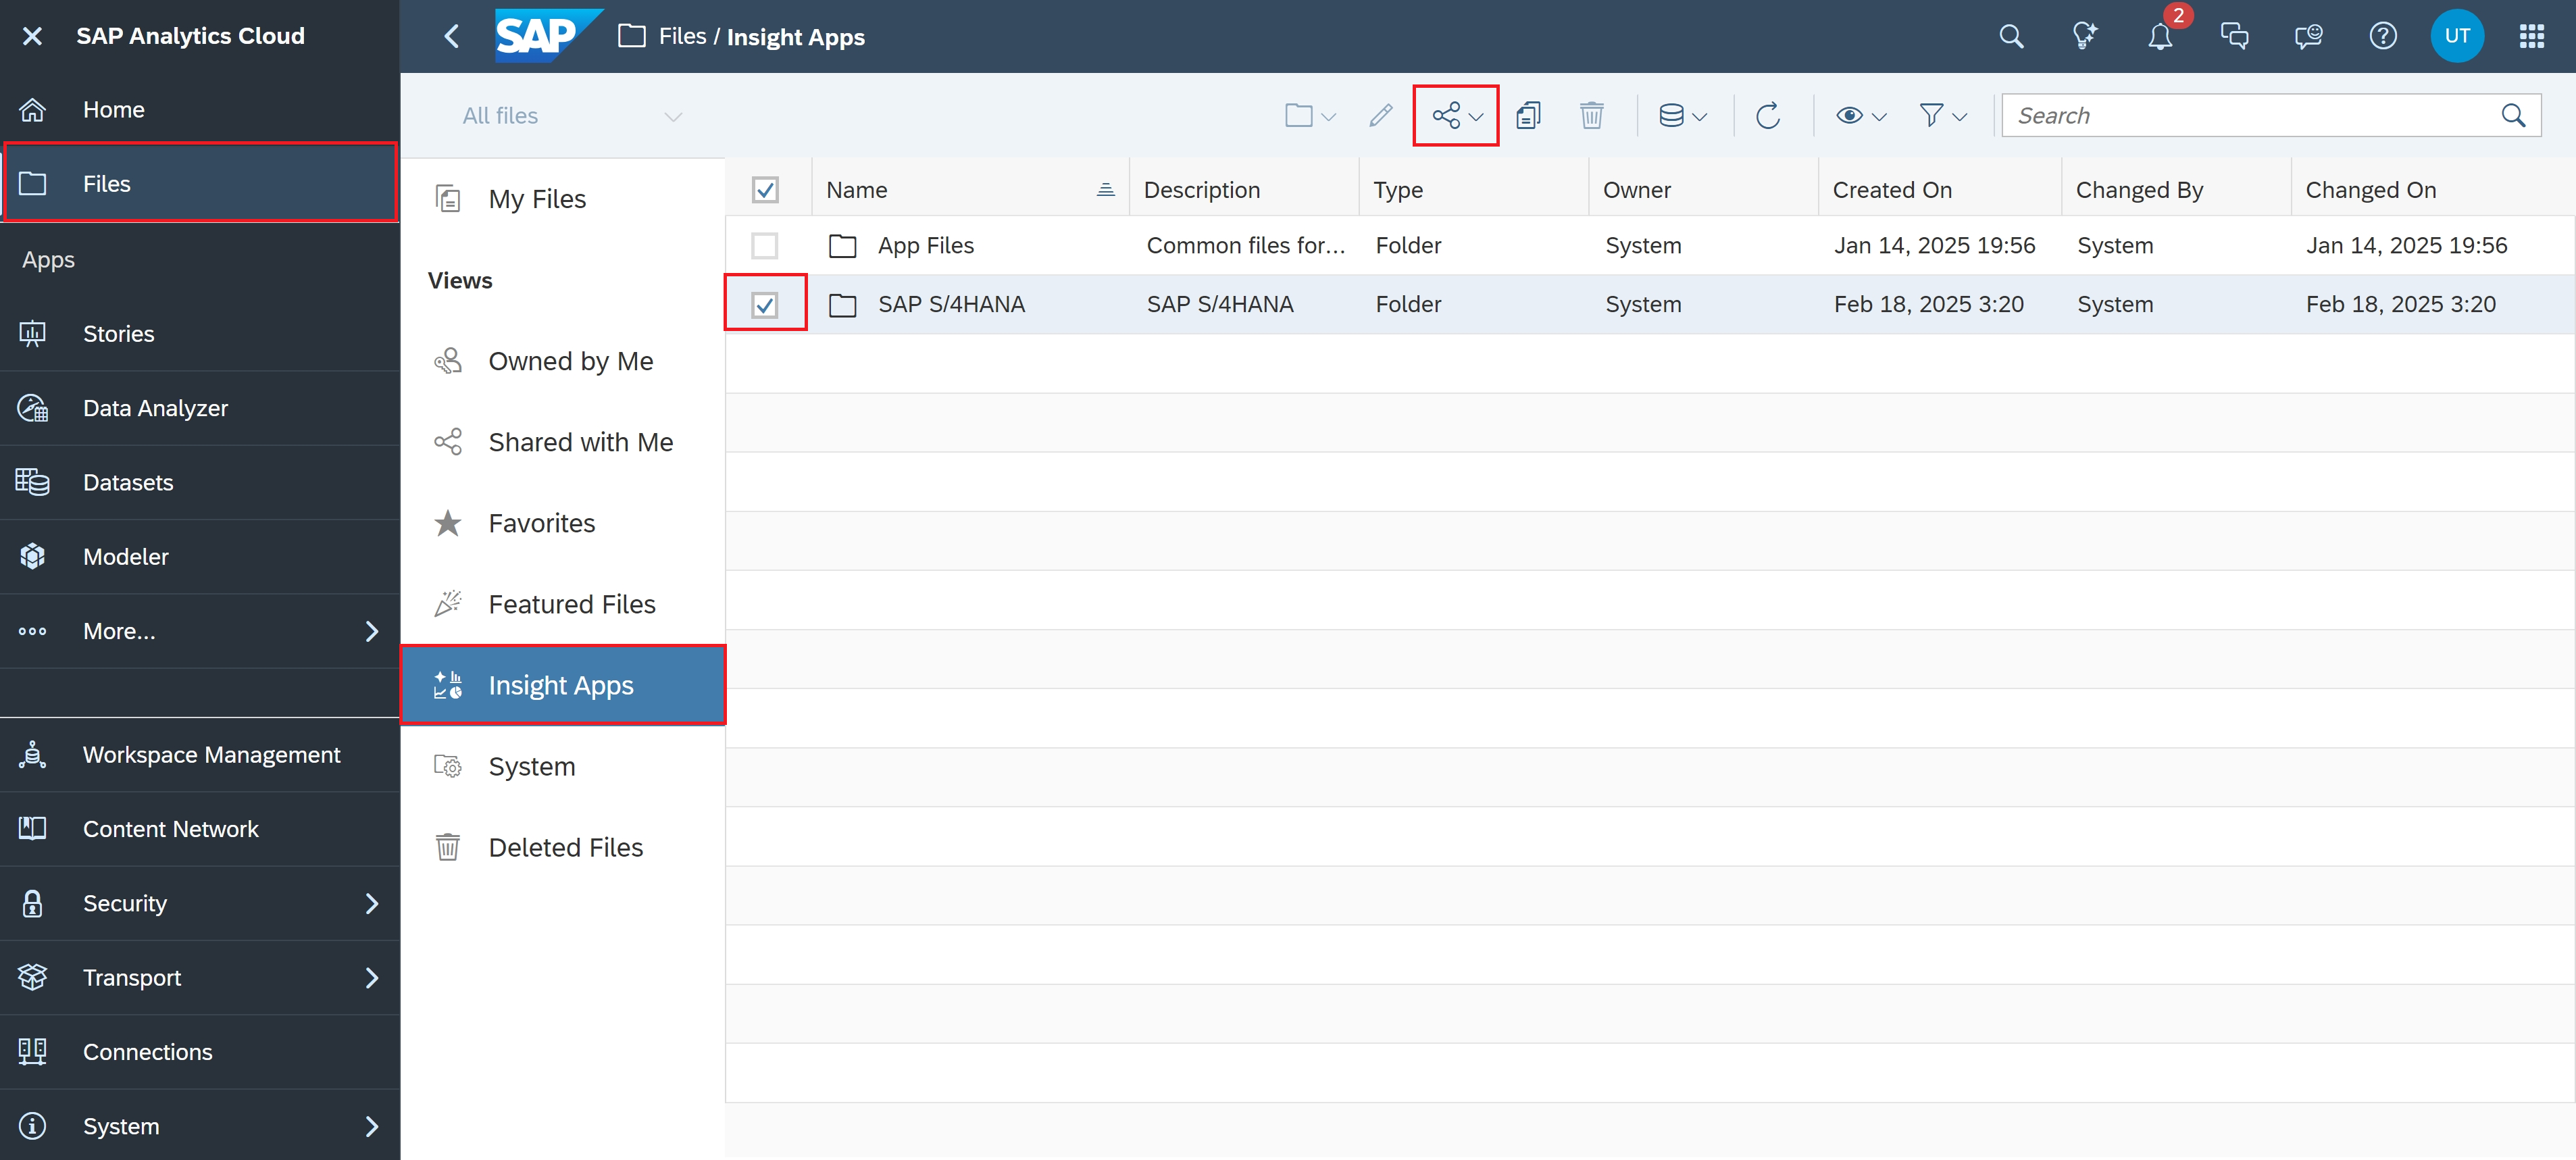 SAP Analytics Cloud
SAP Files / Insight Apps
2
UT
Home
Files
Apps
Stories
Data Analyzer
Datasets
Modeler
More...
Workspace Management
Content Network
Security
Transport
Connections
System
All files
Search
My Files
Views
Owned by Me
Shared with Me
Favorites
Featured Files
Insight Apps
System
Deleted Files
Name Description Type Owner Created On Changed By Changed On
App Files Common files for... Folder System Jan 14, 2025 19:56 System Jan 14, 2025 19:56
SAP S/4HANA SAP S/4HANA Folder System Feb 18, 2025 3:20 System Feb 18, 2025 3:20